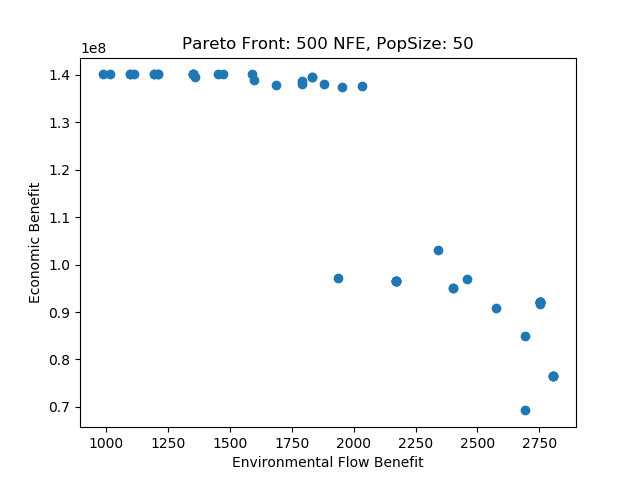 Pareto Front: 500 NFE, PopSize: 50
1e8
1.4
1.3
1.2
1.1
1.0
0.9
0.8
0.7
Economic Benefit
1000 1250 1500 1750 2000 2250 2500 2750
Environmental Flow Benefit